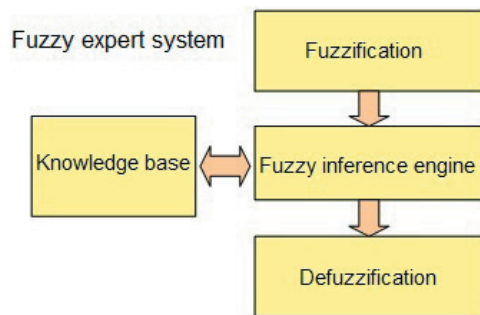 Fuzzy expert system
Fuzzification
Knowledge base
Fuzzy inference engine
Defuzzification